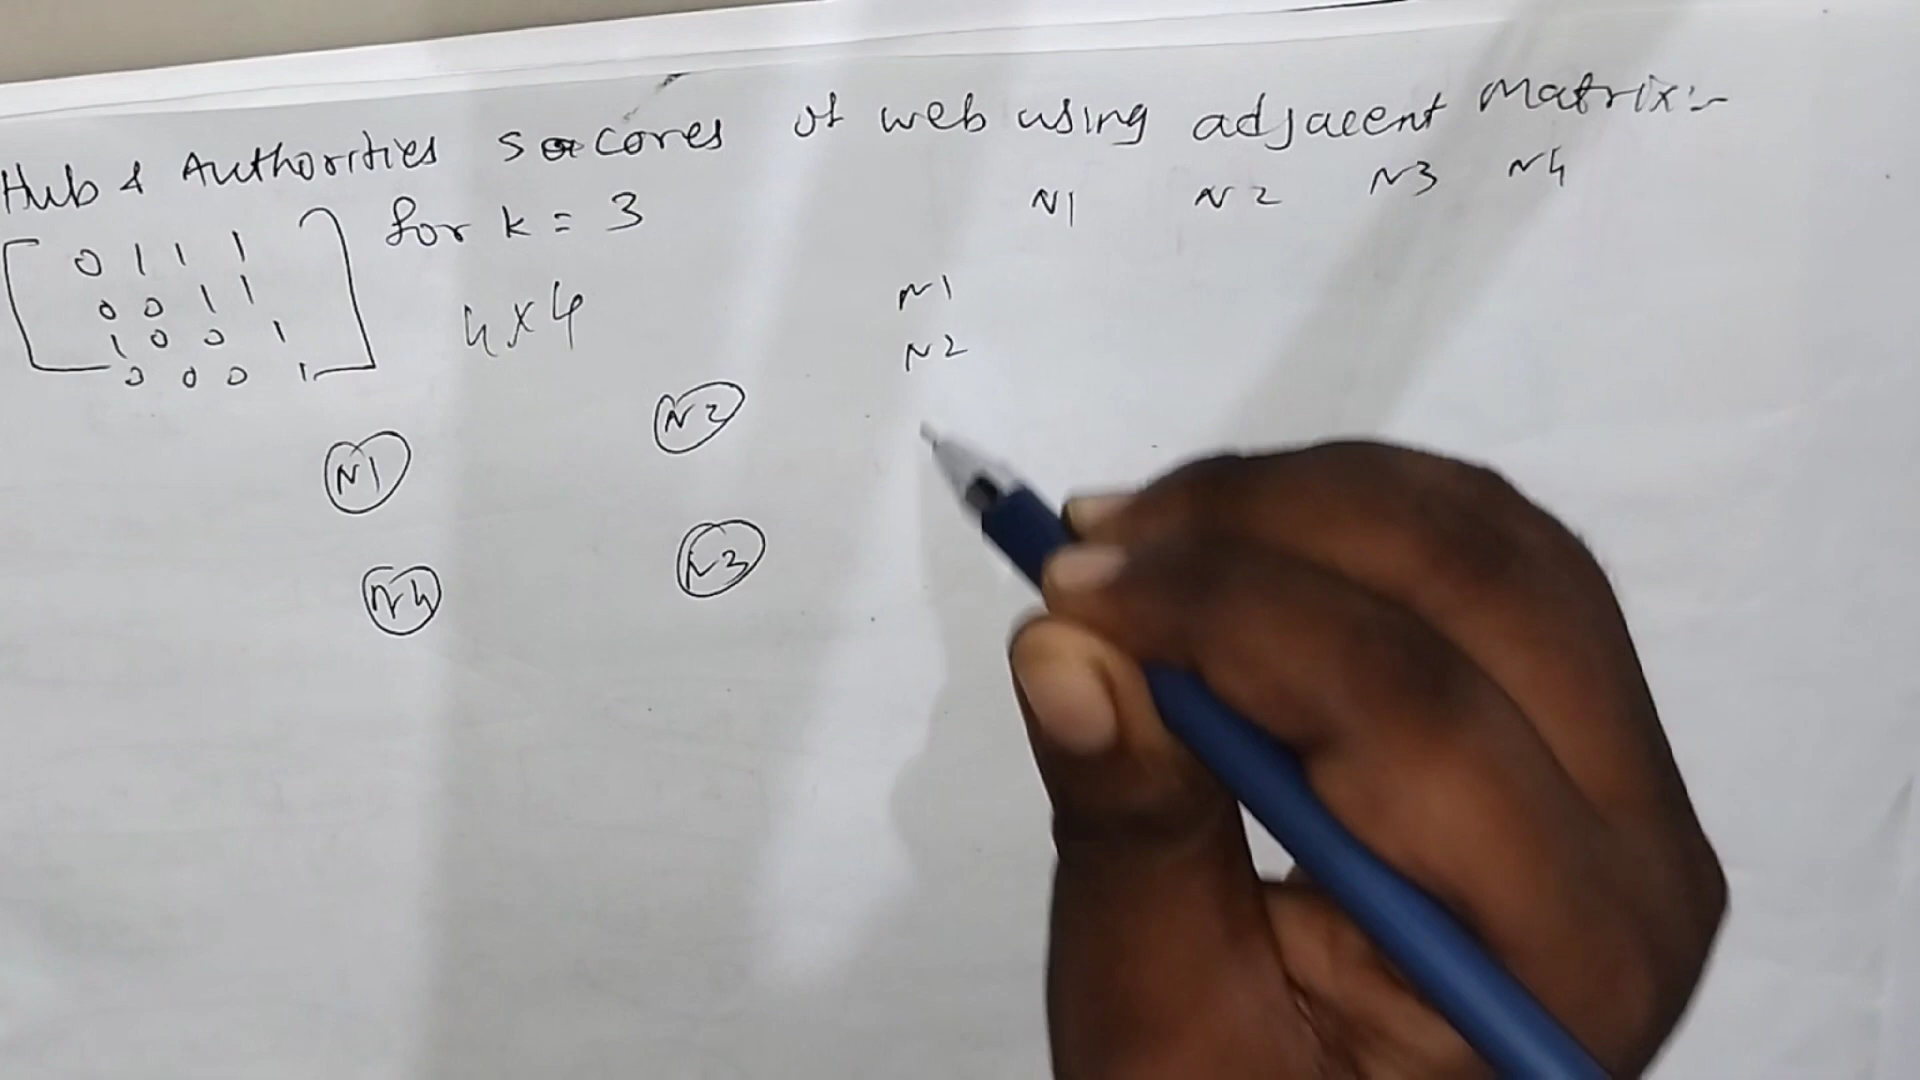 Hub & Authorities scores of web using adjacent Matrix:-
for k = 3
N1 N2 N3 N4
0 1 1 1
0 0 1 1
1 0 0 1
0 0 0 1
4x4
N1
N2
N1 N2
N4 N3